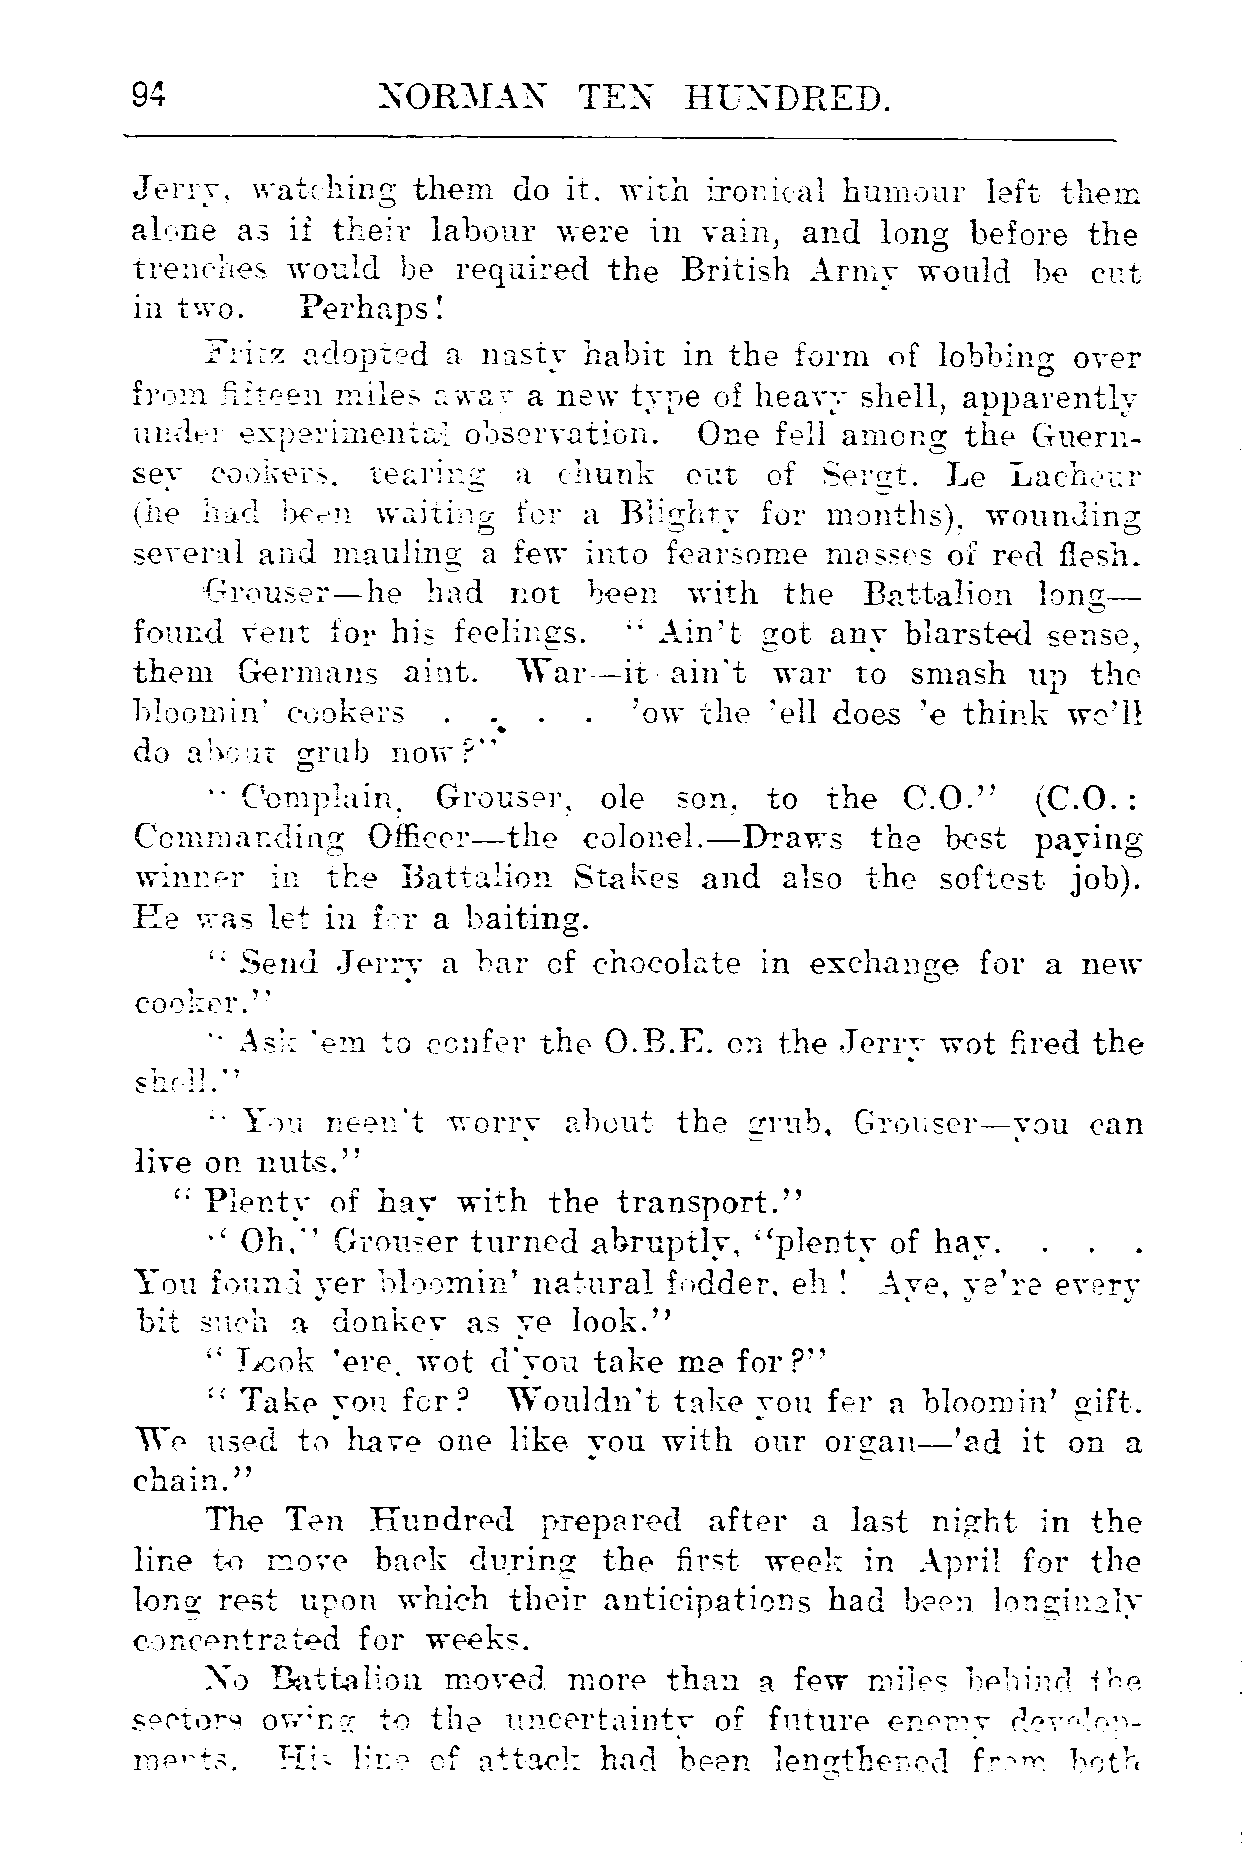 94 NORMAN TEN HUNDRED.
Jerry, watching them do it, with ironical humour left them
alone as if their labour were in vain, and long before the
trenches would be required the British Army would be cut
in two. Perhaps!
Fritz adopted a nasty habit in the form of lobbing over
from fifteen miles away a new type of heavy shell, apparently
under experimental observation. One fell among the Guern-
sey cookers, tearing a chunk out of Sergt. Le Lacheur
(he had been waiting for a Blighty for months), wounding
several and mauling a few into fearsome masses of red flesh.
Grouser—he had not been with the Battalion long—
found vent for his feelings. “ Ain't got any blarsted sense,
them Germans aint. War—it ain't war to smash up the
bloomin' cookers . . . . 'ow the 'ell does 'e think we'll
do about grub now?”
“ Complain, Grouser, ole son, to the C.O.” (C.O.:
Commanding Officer—the colonel.—Draws the best paying
winner in the Battalion Stakes and also the softest job).
He was let in for a baiting.
“ Send Jerry a bar of chocolate in exchange for a new
cooker.”
“ Ask 'em to confer the O.B.E. on the Jerry wot fired the
shell.”
“ You neen't worry about the grub, Grouser—you can
live on nuts.”
“ Plenty of hay with the transport.”
“ Oh,” Grouser turned abruptly, “plenty of hay. . . .
You found yer bloomin' natural fodder, eh! Aye, ye're every
bit such a donkey as ye look.”
“ Look 'ere, wot d'you take me for?”
“ Take you for? Wouldn't take you fer a bloomin' gift.
We used to have one like you with our organ—'ad it on a
chain.”
The Ten Hundred prepared after a last night in the
line to move back during the first week in April for the
long rest upon which their anticipations had been longingly
concentrated for weeks.
No Battalion moved more than a few miles behind the
sectors owing to the uncertainty of future enemy develop-
ments. His line of attack had been lengthened from both